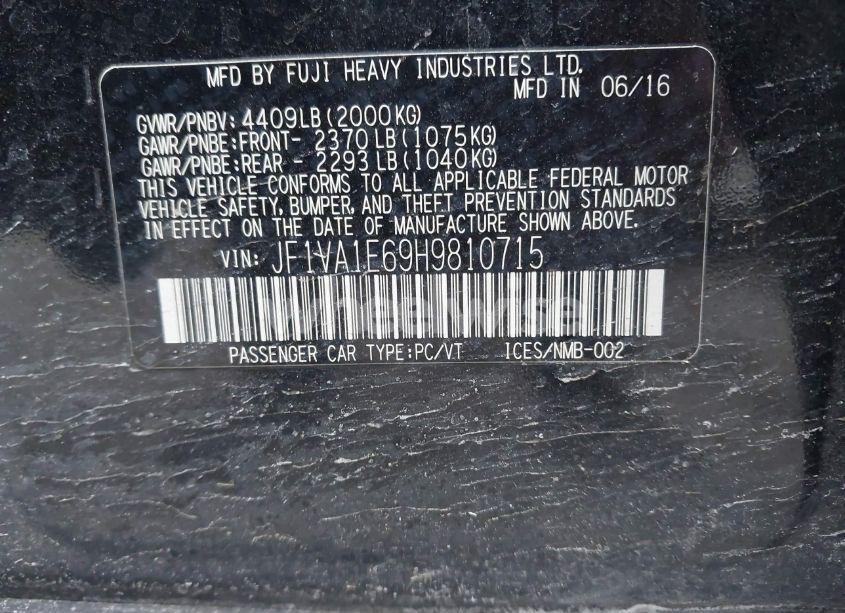 MFD BY FUJI HEAVY INDUSTRIES LTD.
MFD IN 06/16
GVWR/PNBV: 4409LB (2000KG)
GAWR/PNBE:FRONT- 2370 LB (1075KG)
GAWR/PNBE:REAR - 2293 LB (1040KG)
THIS VEHICLE CONFORMS TO ALL APPLICABLE FEDERAL MOTOR
VEHICLE SAFETY, BUMPER, AND THEFT PREVENTION STANDARDS
IN EFFECT ON THE DATE OF MANUFACTURE SHOWN ABOVE.
VIN: JF1VA1E69H9810715
wheelwise
PASSENGER CAR TYPE:PC/VT ICES/NMB-002